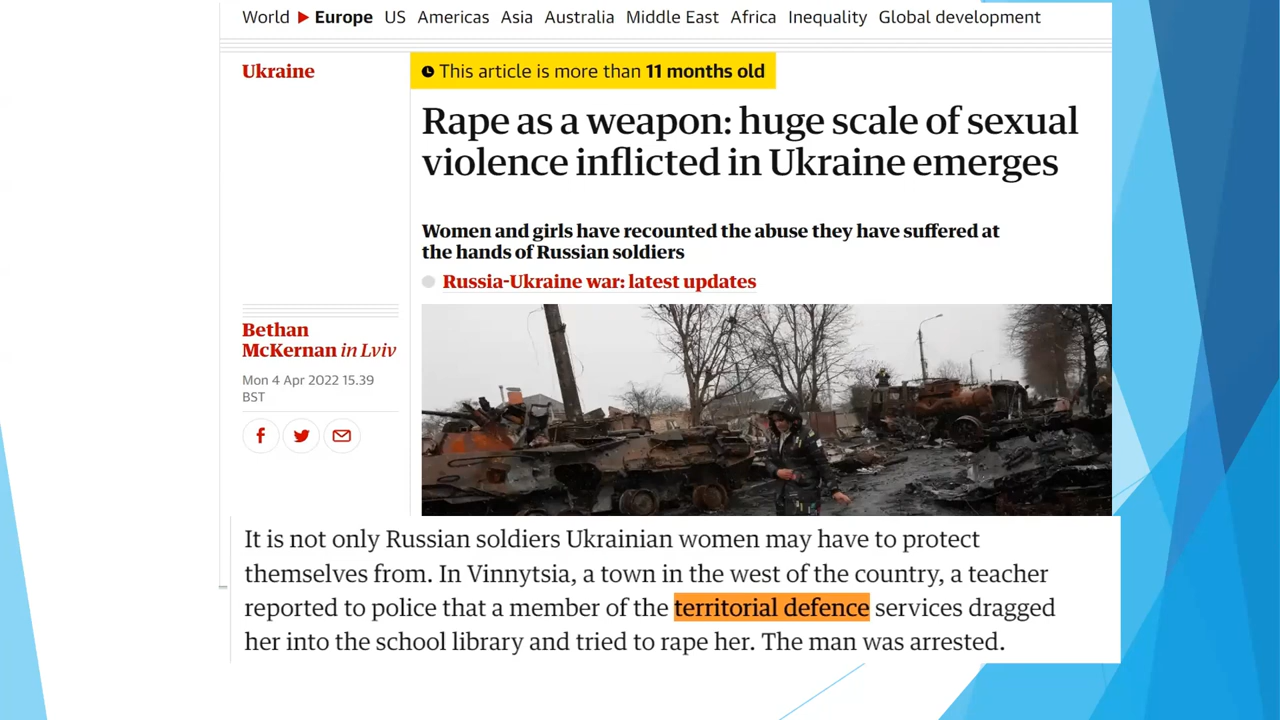 World ▶ Europe US Americas Asia Australia Middle East Africa Inequality Global development
Ukraine
This article is more than 11 months old
Rape as a weapon: huge scale of sexual
violence inflicted in Ukraine emerges
Women and girls have recounted the abuse they have suffered at
the hands of Russian soldiers
Russia-Ukraine war: latest updates
Bethan
McKernan in Lviv
Mon 4 Apr 2022 15.39
BST
It is not only Russian soldiers Ukrainian women may have to protect
themselves from. In Vinnytsia, a town in the west of the country, a teacher
reported to police that a member of the territorial defence services dragged
her into the school library and tried to rape her. The man was arrested.